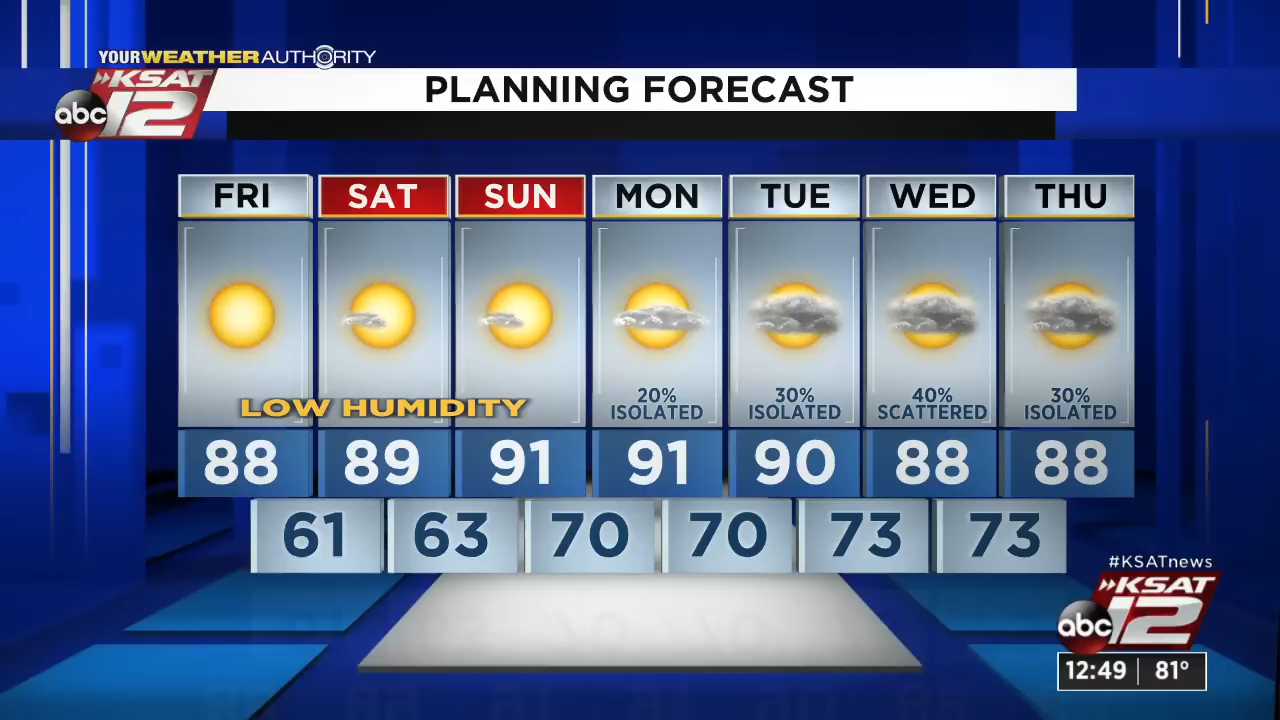 YOURWEATHERAUTHORITY
KSAT
abc 12
PLANNING FORECAST
FRI SAT SUN MON TUE WED THU
20% 30% 40% 30%
LOW HUMIDITY ISOLATED ISOLATED SCATTERED ISOLATED
88 89 91 91 90 88 88
61 63 70 70 73 73
#KSATnews
KSAT
abc 12
12:49 81°